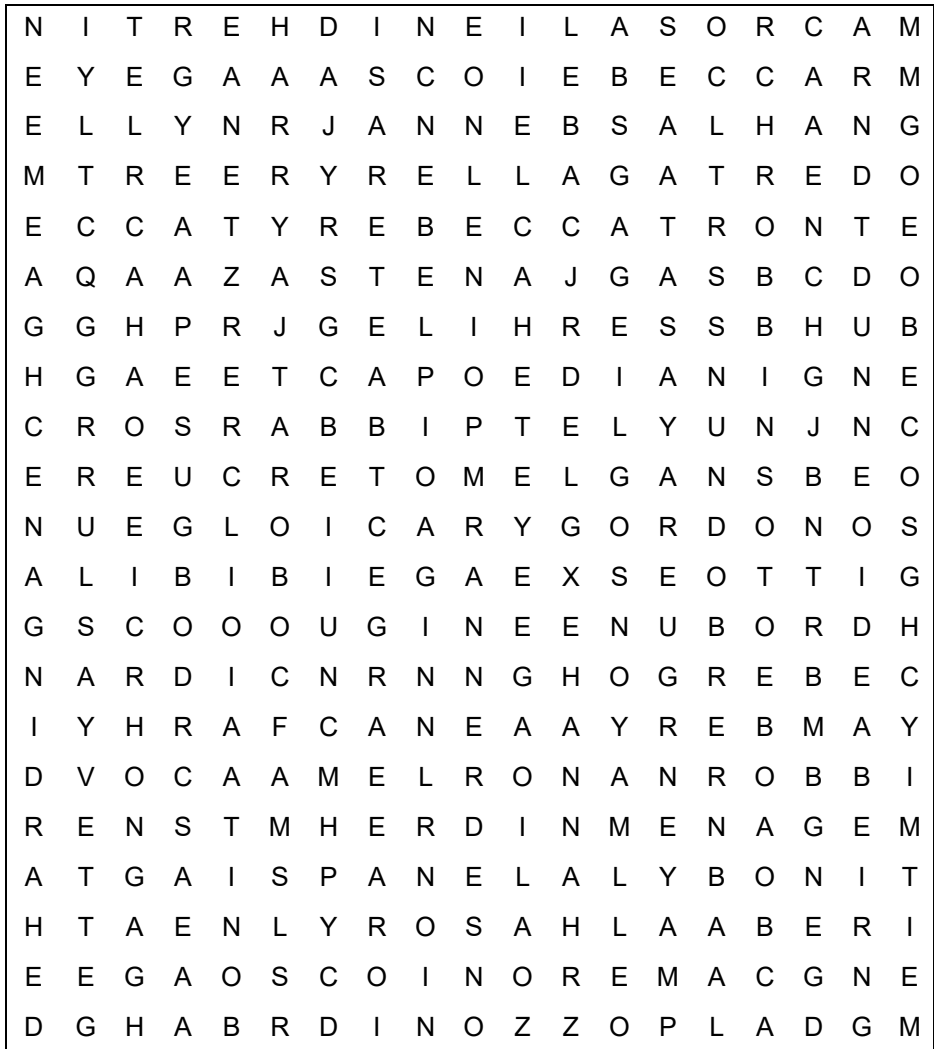 N I T R E H D I N E I L A S O R C A M
E Y E G A A A S C O I E B E C C A R M
E L L Y N R J A N N E B S A L H A N G
M T R E E R Y R E L L A G A T R E D O
E C C A T Y R E B E C C A T R O N T E
A Q A A Z A S T E N A J G A S B C D O
G G H P R J G E L I H R E S S B H U B
H G A E E T C A P O E D I A N I G N E
C R O S R A B B I P T E L Y U N J N C
E R E U C R E T O M E L G A N S B E O
N U E G L O I C A R Y G O R D O N O S
A L I B I B I E G A E X S E O T T I G
G S C O O O U G I N E E N U B O R D H
N A R D I C N R N N G H O G R E B E C
I Y H R A F C A N E A A Y R E B M A Y
D V O C A A M E L R O N A N R O B B I
R E N S T M H E R D I N M E N A G E M
A T G A I S P A N E L A L Y B O N I T
H T A E N L Y R O S A H L A A B E R I
E E G A O S C O I N O R E M A C G N E
D G H A B R D I N O Z Z O P L A D G M